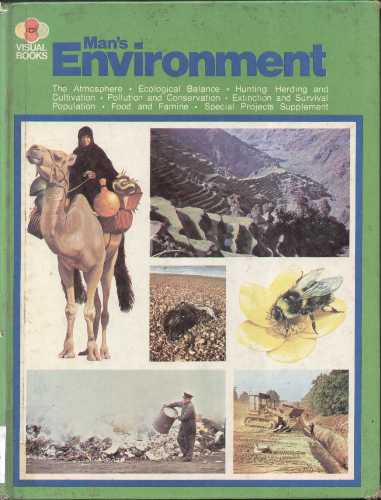 VISUAL
BOOKS
Man's
Environment
The Atmosphere • Ecological Balance • Hunting Herding and
Cultivation • Pollution and Conservation • Extinction and Survival
Population • Food and Famine • Special Projects Supplement